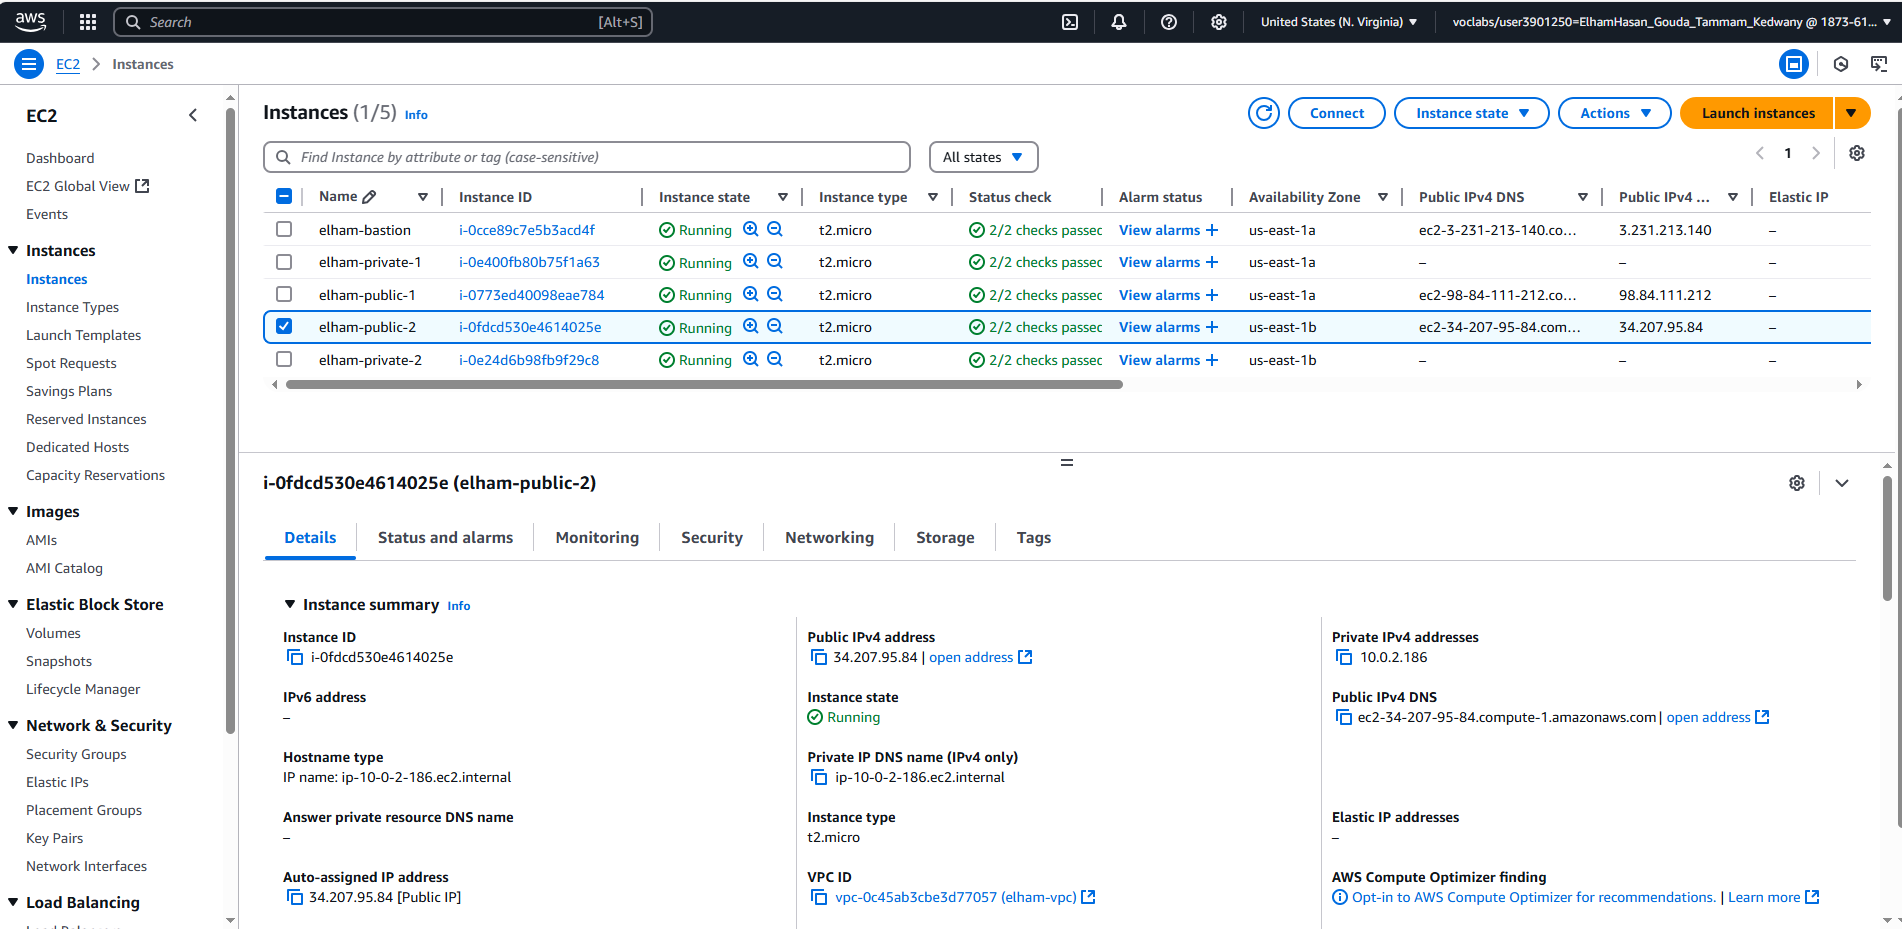 aws Search [Alt+S] United States (N. Virginia) voclabs/user3901250=ElhamHasan_Gouda_Tammam_Kedwany @ 1873-61...
EC2 Instances
EC2
Dashboard
EC2 Global View
Events
Instances
Instances
Instance Types
Launch Templates
Spot Requests
Savings Plans
Reserved Instances
Dedicated Hosts
Capacity Reservations
Images
AMIs
AMI Catalog
Elastic Block Store
Volumes
Snapshots
Lifecycle Manager
Network & Security
Security Groups
Elastic IPs
Placement Groups
Key Pairs
Network Interfaces
Load Balancing
Instances (1/5) Info Connect Instance state Actions Launch instances
Find Instance by attribute or tag (case-sensitive) All states 1
Name Instance ID Instance state Instance type Status check Alarm status Availability Zone Public IPv4 DNS Public IPv4 ... Elastic IP
elham-bastion i-0cce89c7e5b3acd4f Running t2.micro 2/2 checks passec View alarms + us-east-1a ec2-3-231-213-140.co... 3.231.213.140 –
elham-private-1 i-0e400fb80b75f1a63 Running t2.micro 2/2 checks passec View alarms + us-east-1a – – –
elham-public-1 i-0773ed40098eae784 Running t2.micro 2/2 checks passec View alarms + us-east-1a ec2-98-84-111-212.co... 98.84.111.212 –
elham-public-2 i-0fdcd530e4614025e Running t2.micro 2/2 checks passec View alarms + us-east-1b ec2-34-207-95-84.com... 34.207.95.84 –
elham-private-2 i-0e24d6b98fb9f29c8 Running t2.micro 2/2 checks passec View alarms + us-east-1b – – –
i-0fdcd530e4614025e (elham-public-2)
Details Status and alarms Monitoring Security Networking Storage Tags
Instance summary Info
Instance ID
i-0fdcd530e4614025e
IPv6 address
–
Hostname type
IP name: ip-10-0-2-186.ec2.internal
Answer private resource DNS name
–
Auto-assigned IP address
34.207.95.84 [Public IP]
Public IPv4 address
34.207.95.84 | open address
Instance state
Running
Private IP DNS name (IPv4 only)
ip-10-0-2-186.ec2.internal
Instance type
t2.micro
VPC ID
vpc-0c45ab3cbe3d77057 (elham-vpc)
Private IPv4 addresses
10.0.2.186
Public IPv4 DNS
ec2-34-207-95-84.compute-1.amazonaws.com | open address
Elastic IP addresses
–
AWS Compute Optimizer finding
Opt-in to AWS Compute Optimizer for recommendations. | Learn more